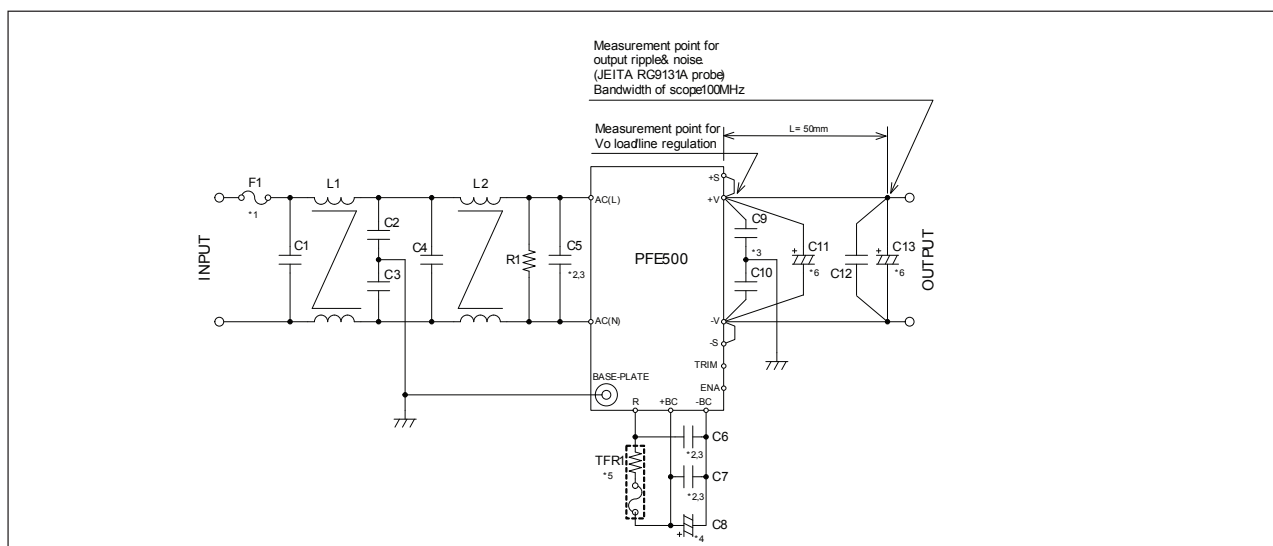 Measurement point for
output ripple& noise.
(JEITA RC9131A probe)
Bandwidth of scope100MHz
Measurement point for
Vo load/line regulation
L= 50mm
F1
*1
L1
L2
C1
C2
C3
C4
R1
C5
*2,3
INPUT
AC(L)
AC(N)
PFE500
BASE-PLATE
+S
+V
-V
-S
TRIM
ENA
R
+BC
-BC
C9
*3
C10
C11
+
*6
C12
C13
+
*6
OUTPUT
C6
*2,3
TFR1
*5
C7
*2,3
C8
+
*4